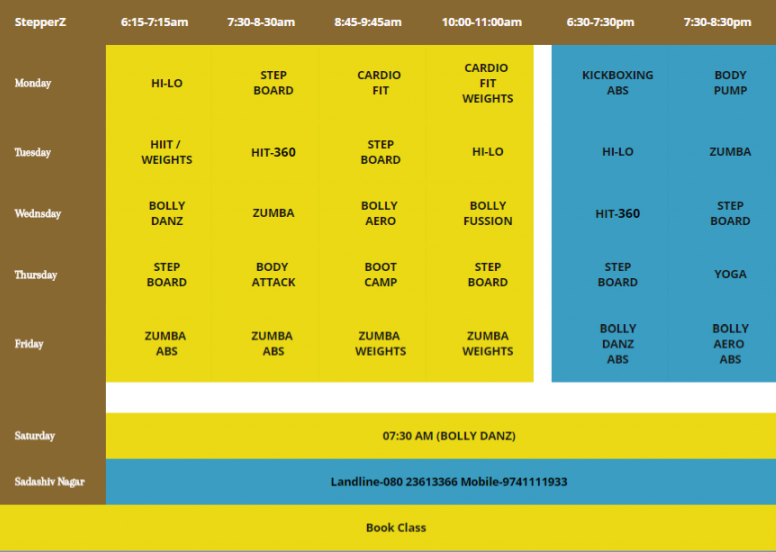 StepperZ 6:15-7:15am 7:30-8-30am 8:45-9:45am 10:00-11:00am 6:30-7:30pm 7:30-8:30pm
Monday
HI-LO
STEP
BOARD
CARDIO
FIT
CARDIO
FIT
WEIGHTS
KICKBOXING
ABS
BODY
PUMP
Tuesday
HIIT /
WEIGHTS
HIT-360
STEP
BOARD
HI-LO
HI-LO
ZUMBA
Wednsday
BOLLY
DANZ
ZUMBA
BOLLY
AERO
BOLLY
FUSSION
HIT-360
STEP
BOARD
Thursday
STEP
BOARD
BODY
ATTACK
BOOT
CAMP
STEP
BOARD
STEP
BOARD
YOGA
Friday
ZUMBA
ABS
ZUMBA
ABS
ZUMBA
WEIGHTS
ZUMBA
WEIGHTS
BOLLY
DANZ
ABS
BOLLY
AERO
ABS
Saturday
07:30 AM (BOLLY DANZ)
Sadashiv Nagar
Landline-080 23613366 Mobile-9741111933
Book Class